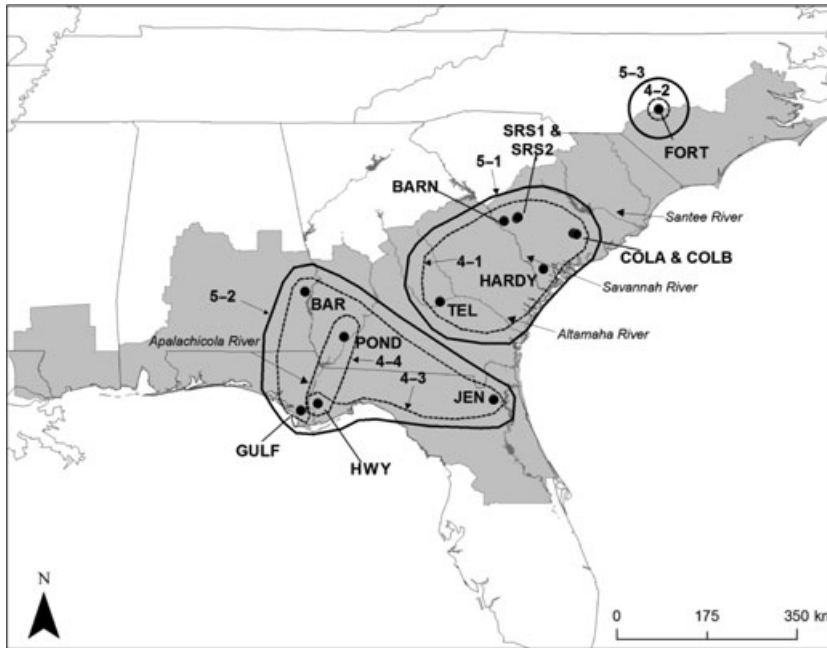 5–3
4–2
FORT
SRS1 &
SRS2
5–1
BARN
Santee River
4–1
COLA & COLB
HARDY
Savannah River
5–2
BAR
TEL
Altamaha River
Apalachicola River
POND
4–4
4–3
JEN
GULF
HWY
N
0 175 350 km